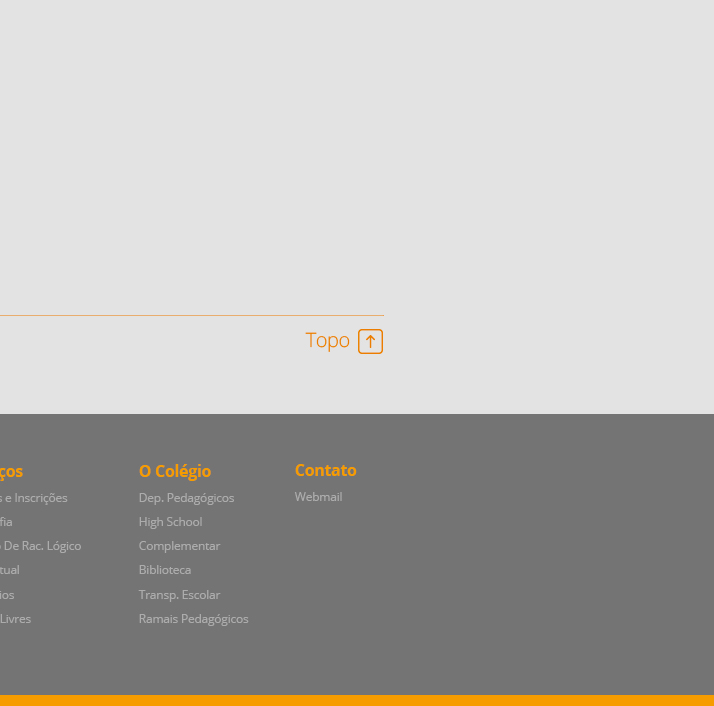 Topo
ços
s e Inscrições
fia
o De Rac. Lógico
tual
ios
Livres
O Colégio
Dep. Pedagógicos
High School
Complementar
Biblioteca
Transp. Escolar
Ramais Pedagógicos
Contato
Webmail